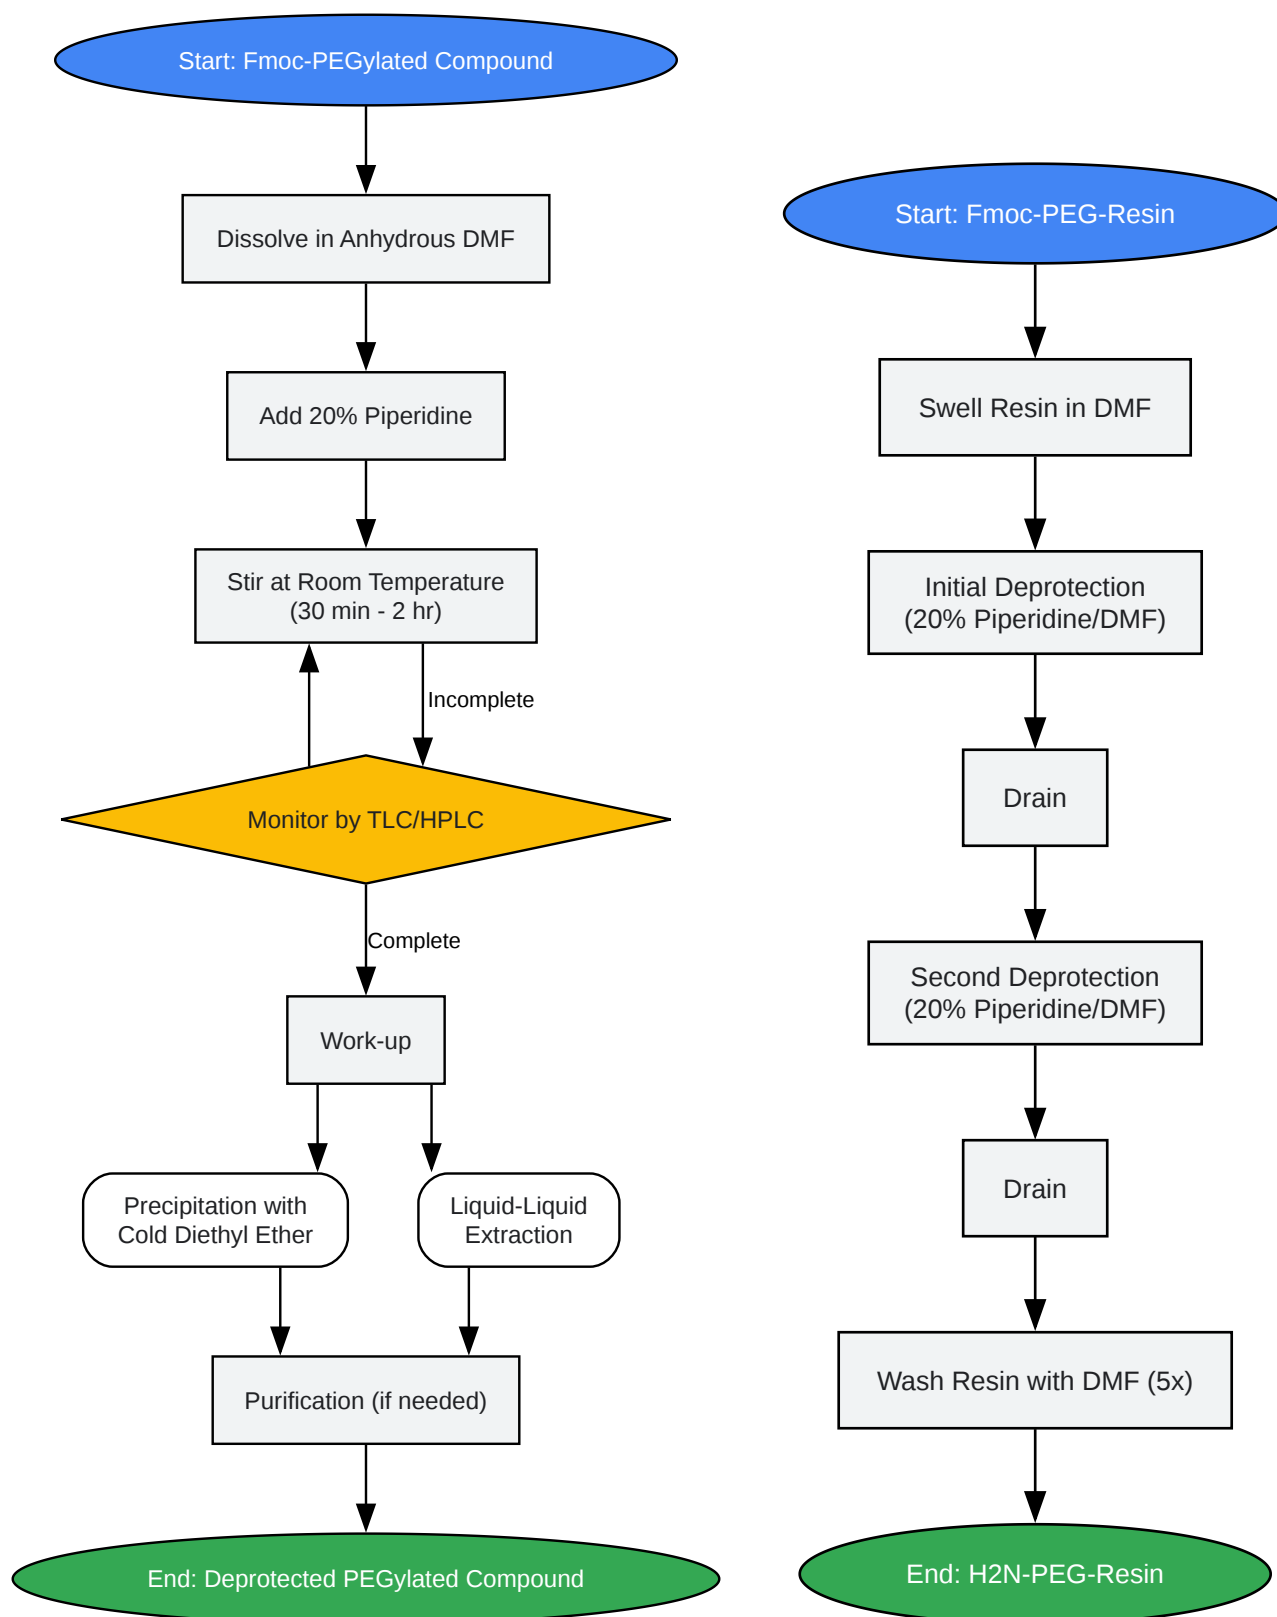 Start: Fmoc-PEGylated Compound
Dissolve in Anhydrous DMF
Add 20% Piperidine
Stir at Room Temperature
(30 min - 2 hr)
Incomplete
Monitor by TLC/HPLC
Complete
Work-up
Precipitation with
Cold Diethyl Ether
Liquid-Liquid
Extraction
Purification (if needed)
End: Deprotected PEGylated Compound
Start: Fmoc-PEG-Resin
Swell Resin in DMF
Initial Deprotection
(20% Piperidine/DMF)
Drain
Second Deprotection
(20% Piperidine/DMF)
Drain
Wash Resin with DMF (5x)
End: H2N-PEG-Resin